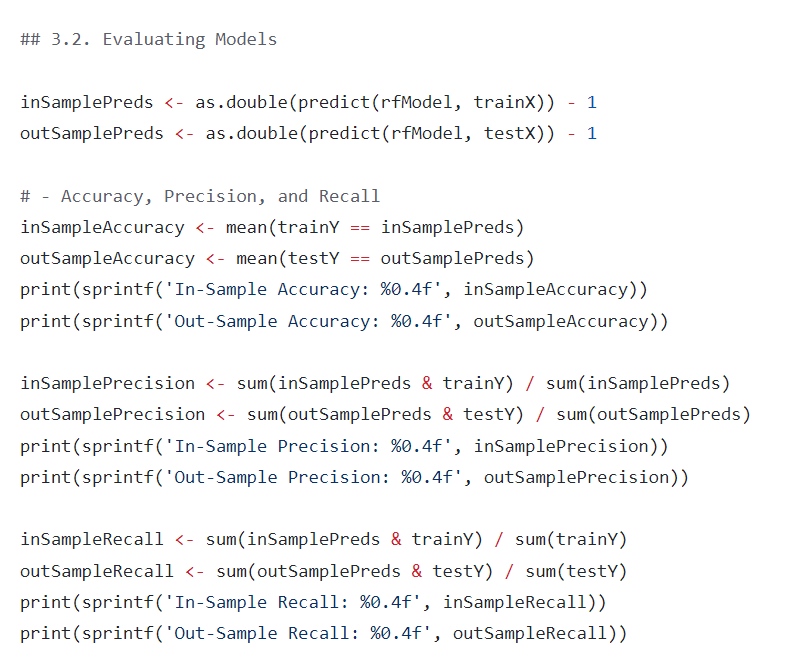 ## 3.2. Evaluating Models
inSamplePreds <- as.double(predict(rfModel, trainX)) - 1
outSamplePreds <- as.double(predict(rfModel, testX)) - 1
# - Accuracy, Precision, and Recall
inSampleAccuracy <- mean(trainY == inSamplePreds)
outSampleAccuracy <- mean(testY == outSamplePreds)
print(sprintf('In-Sample Accuracy: %0.4f', inSampleAccuracy))
print(sprintf('Out-Sample Accuracy: %0.4f', outSampleAccuracy))
inSamplePrecision <- sum(inSamplePreds & trainY) / sum(inSamplePreds)
outSamplePrecision <- sum(outSamplePreds & testY) / sum(outSamplePreds)
print(sprintf('In-Sample Precision: %0.4f', inSamplePrecision))
print(sprintf('Out-Sample Precision: %0.4f', outSamplePrecision))
inSampleRecall <- sum(inSamplePreds & trainY) / sum(trainY)
outSampleRecall <- sum(outSamplePreds & testY) / sum(testY)
print(sprintf('In-Sample Recall: %0.4f', inSampleRecall))
print(sprintf('Out-Sample Recall: %0.4f', outSampleRecall))